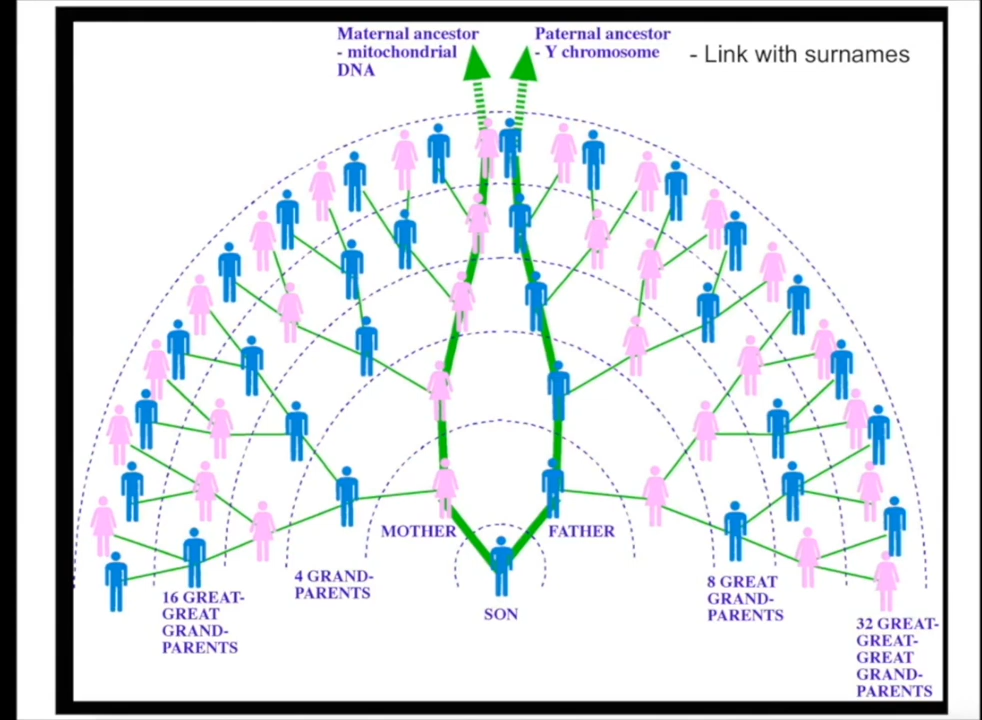 Maternal ancestor
- mitochondrial
DNA
Paternal ancestor
- Y chromosome
- Link with surnames
MOTHER
FATHER
SON
4 GRAND-
PARENTS
16 GREAT-
GREAT
GRAND-
PARENTS
8 GREAT
GRAND-
PARENTS
32 GREAT-
GREAT-
GREAT
GRAND-
PARENTS